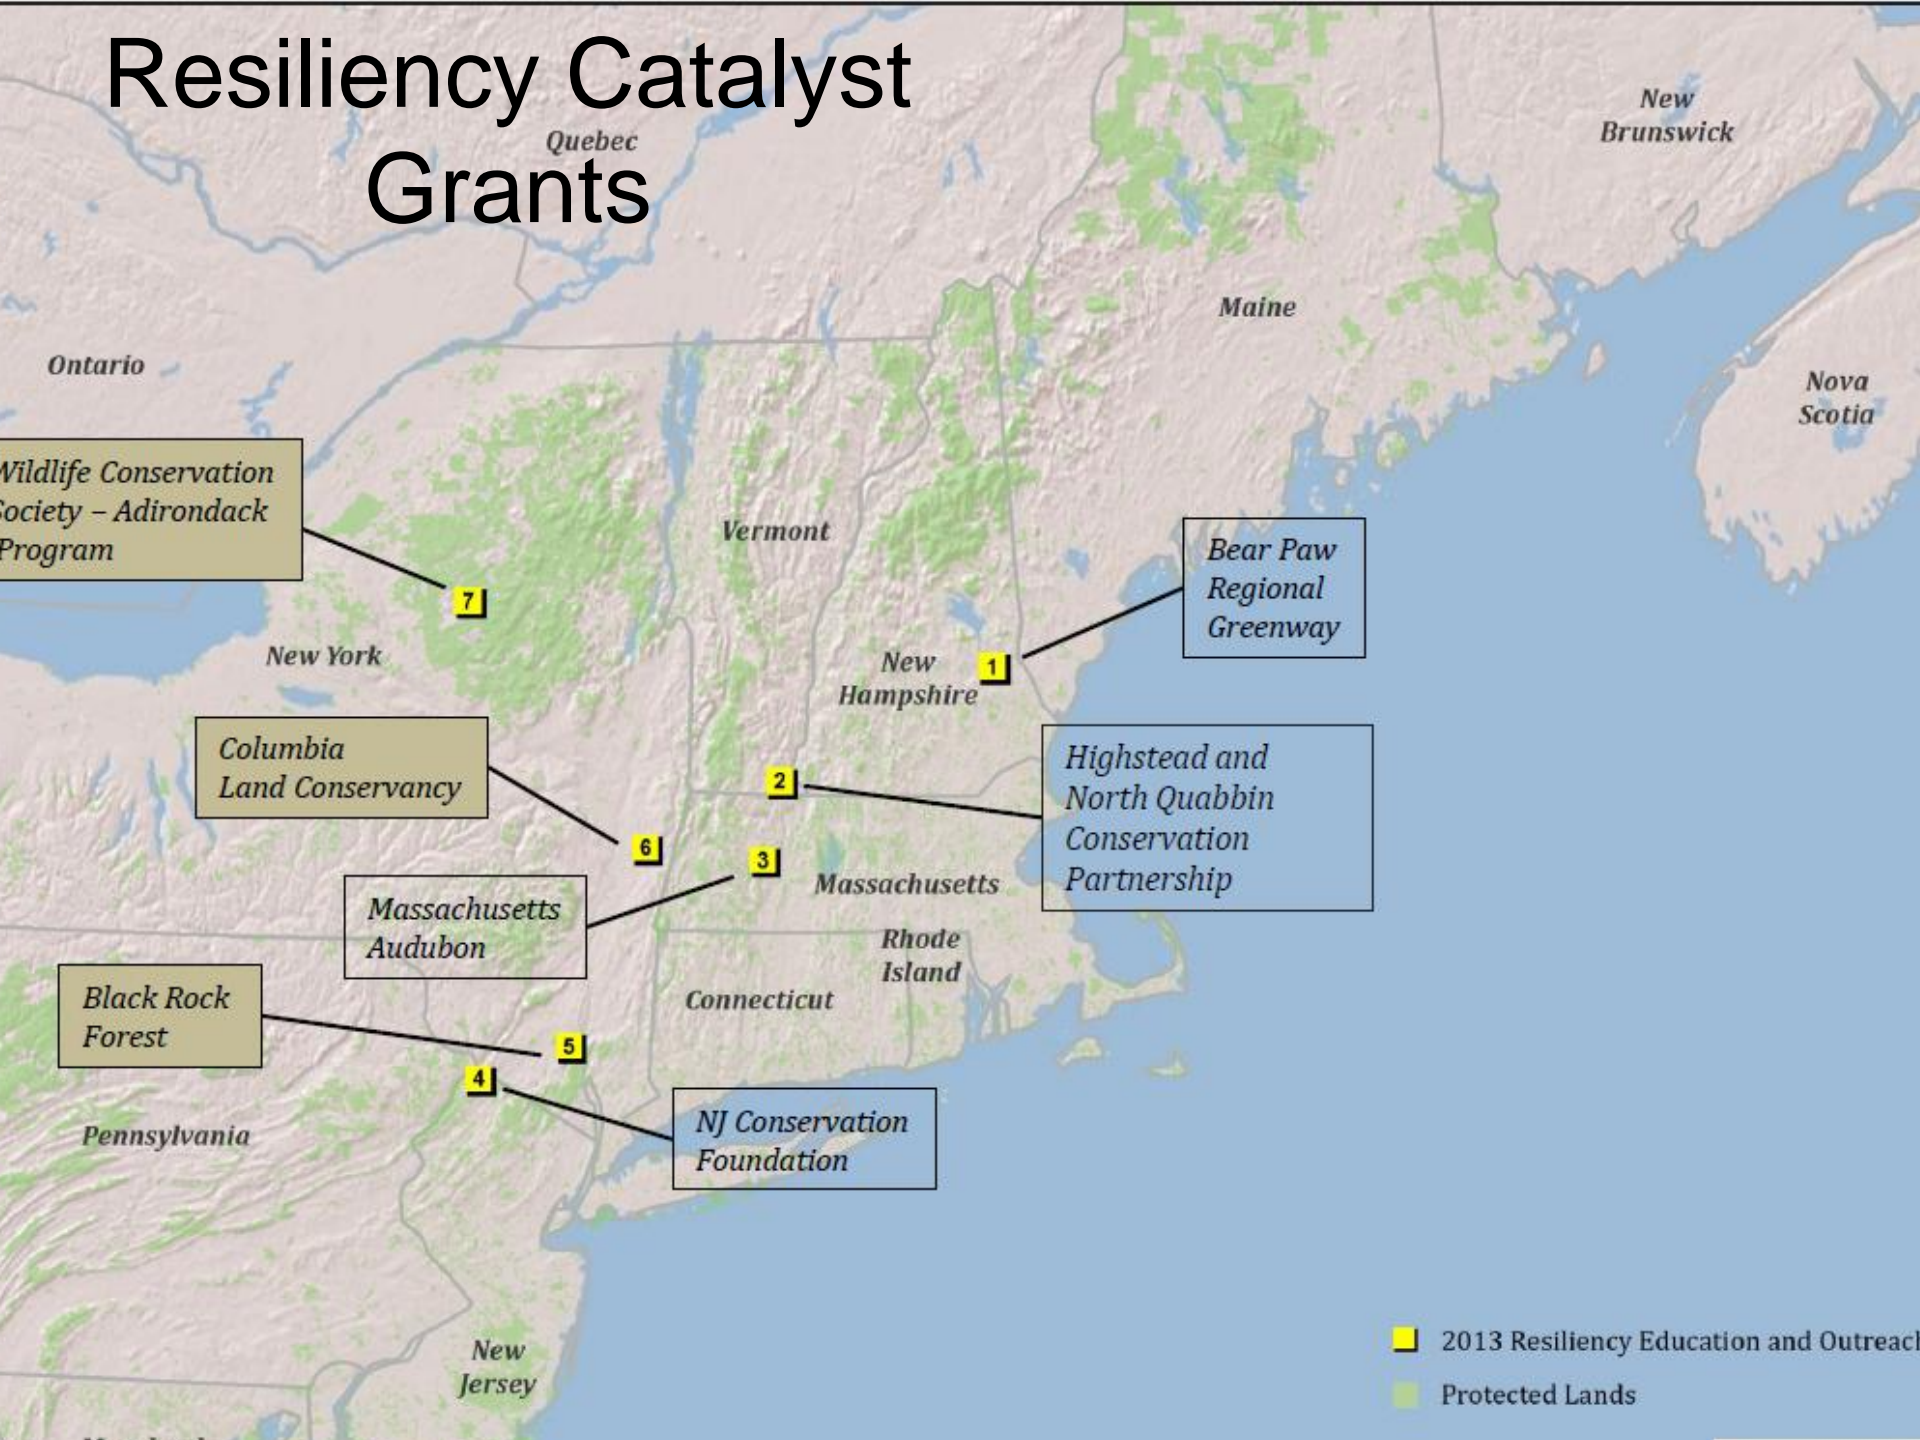 Resiliency Catalyst
Grants
Quebec
New
Brunswick
Maine
Ontario
Nova
Scotia
Wildlife Conservation
Society – Adirondack
Program
7
Vermont
Bear Paw
Regional
Greenway
New York
New
Hampshire
1
Columbia
Land Conservancy
2
Highstead and
North Quabbin
Conservation
Partnership
6
3
Massachusetts
Massachusetts
Audubon
Rhode
Island
Connecticut
Black Rock
Forest
5
4
NJ Conservation
Foundation
Pennsylvania
New
Jersey
2013 Resiliency Education and Outreach
Protected Lands